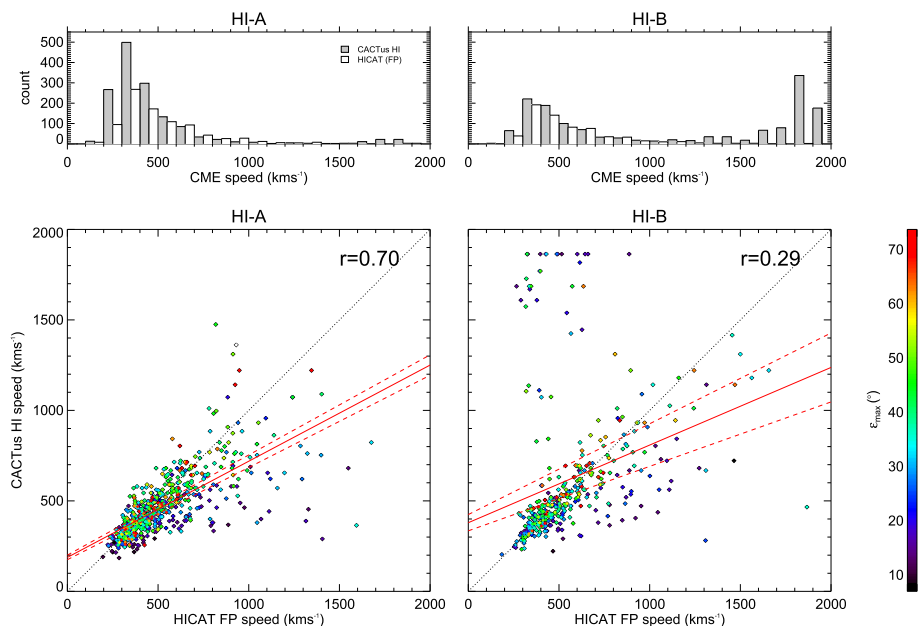 HI-A
HI-B
500
400
300
200
100
0
count
CACTus HI
HICAT (FP)
0 500 1000 1500 2000
CME speed (kms⁻¹)
0 500 1000 1500 2000
CME speed (kms⁻¹)
HI-A
HI-B
2000
1500
1000
500
0
CACTus HI speed (kms⁻¹)
r=0.70
r=0.29
0 500 1000 1500 2000
HICAT FP speed (kms⁻¹)
0 500 1000 1500 2000
HICAT FP speed (kms⁻¹)
70
60
50
40
30
20
10
εmax (°)